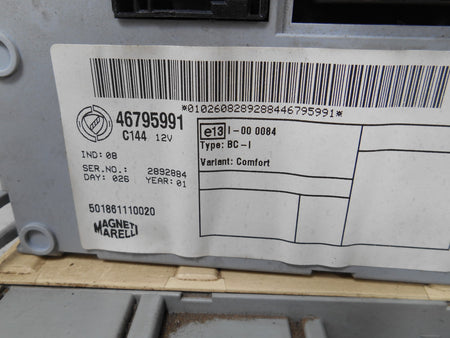 *0102608289288446795991*
46795991
C144 12V
e13 I-00 0084
Type: BC-I
Variant: Comfort
IND: 08
SER.NO.: 2892884
DAY: 026 YEAR: 01
501861110020
MAGNETI
MARELLI